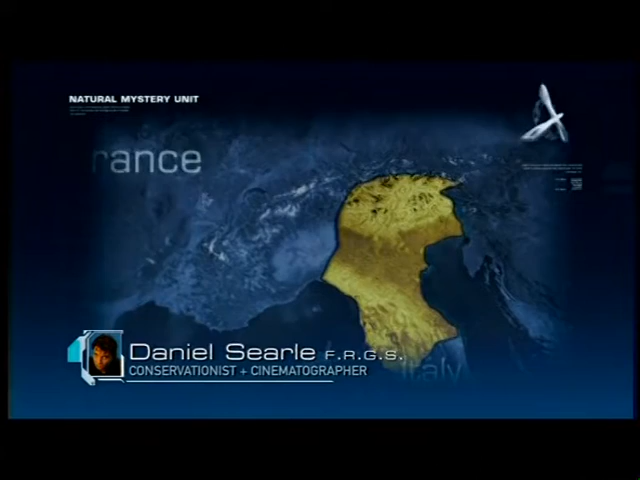 NATURAL MYSTERY UNIT
rance
Daniel Searle F.R.G.S.
CONSERVATIONIST + CINEMATOGRAPHER
Italy